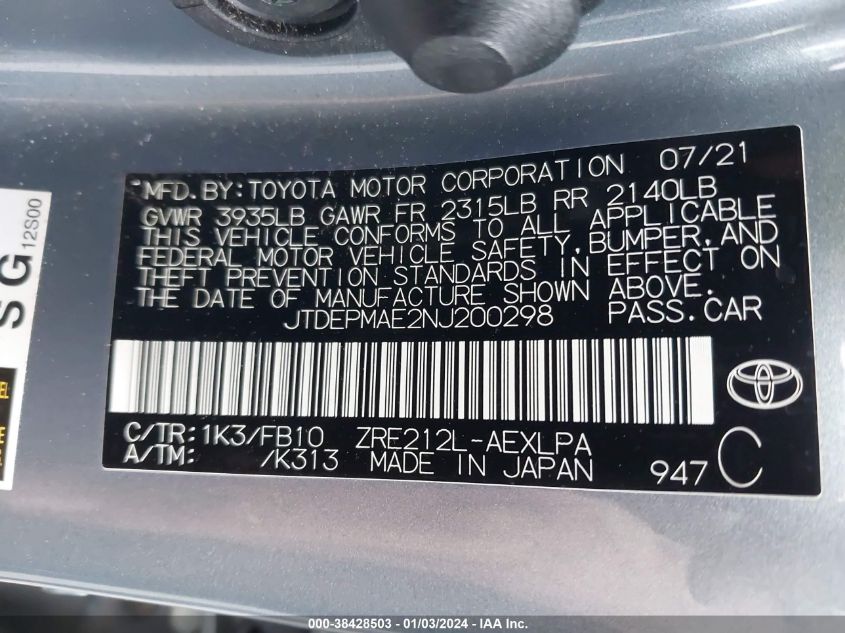 MFD. BY: TOYOTA MOTOR CORPORATION 07/21
GVWR 3935LB GAWR FR 2315LB RR 2140LB
THIS VEHICLE CONFORMS TO ALL APPLICABLE
FEDERAL MOTOR VEHICLE SAFETY, BUMPER, AND
THEFT PREVENTION STANDARDS IN EFFECT ON
THE DATE OF MANUFACTURE SHOWN ABOVE.
JTDEPMAE2NJ200298 PASS. CAR
C/TR: 1K3/FB10 ZRE212L-AEXLPA
A/TM: /K313 MADE IN JAPAN
947 C
SG
12S00
000-38428503 - 01/03/2024 - IAA Inc.